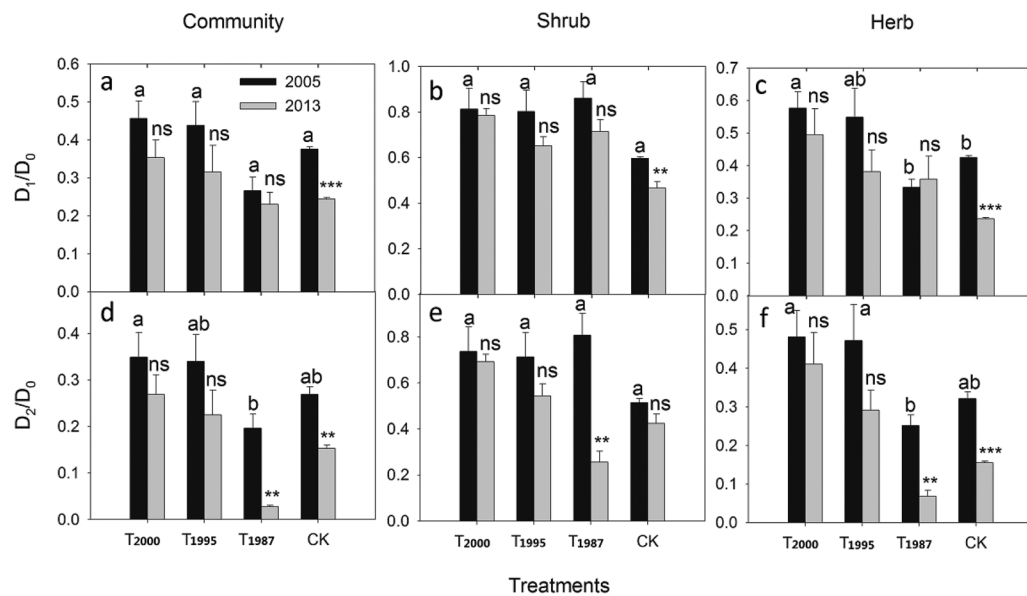 Community Shrub Herb
a
2005
2013
D1/D0
0.6
0.5
0.4
0.3
0.2
0.1
0.0
a
ns
a
ns
a
ns
a
***
b
1.0
0.8
0.6
0.4
0.2
0.0
a
ns
a
ns
a
ns
a
**
c
0.7
0.6
0.5
0.4
0.3
0.2
0.1
0.0
a
ns
ab
ns
b
ns
b
***
d
D2/D0
0.4
0.3
0.2
0.1
0.0
a
ns
ab
ns
b
**
ab
**
T2000 T1995 T1987 CK
e
0.8
0.6
0.4
0.2
0.0
a
ns
a
ns
a
**
a
ns
T2000 T1995 T1987 CK
f
0.5
0.4
0.3
0.2
0.1
0.0
a
ns
a
ns
b
**
ab
***
T2000 T1995 T1987 CK
Treatments